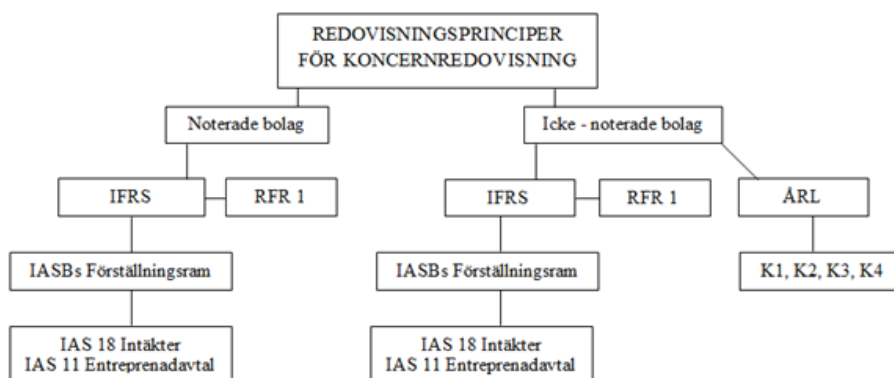 REDOVISNINGSPRINCIPER
FÖR KONCERNREDOVISNING
Noterade bolag
Icke - noterade bolag
IFRS
RFR 1
IFRS
RFR 1
ÅRL
IASBs Förställningsram
IASBs Förställningsram
K1, K2, K3, K4
IAS 18 Intäkter
IAS 11 Entreprenadavtal
IAS 18 Intäkter
IAS 11 Entreprenadavtal